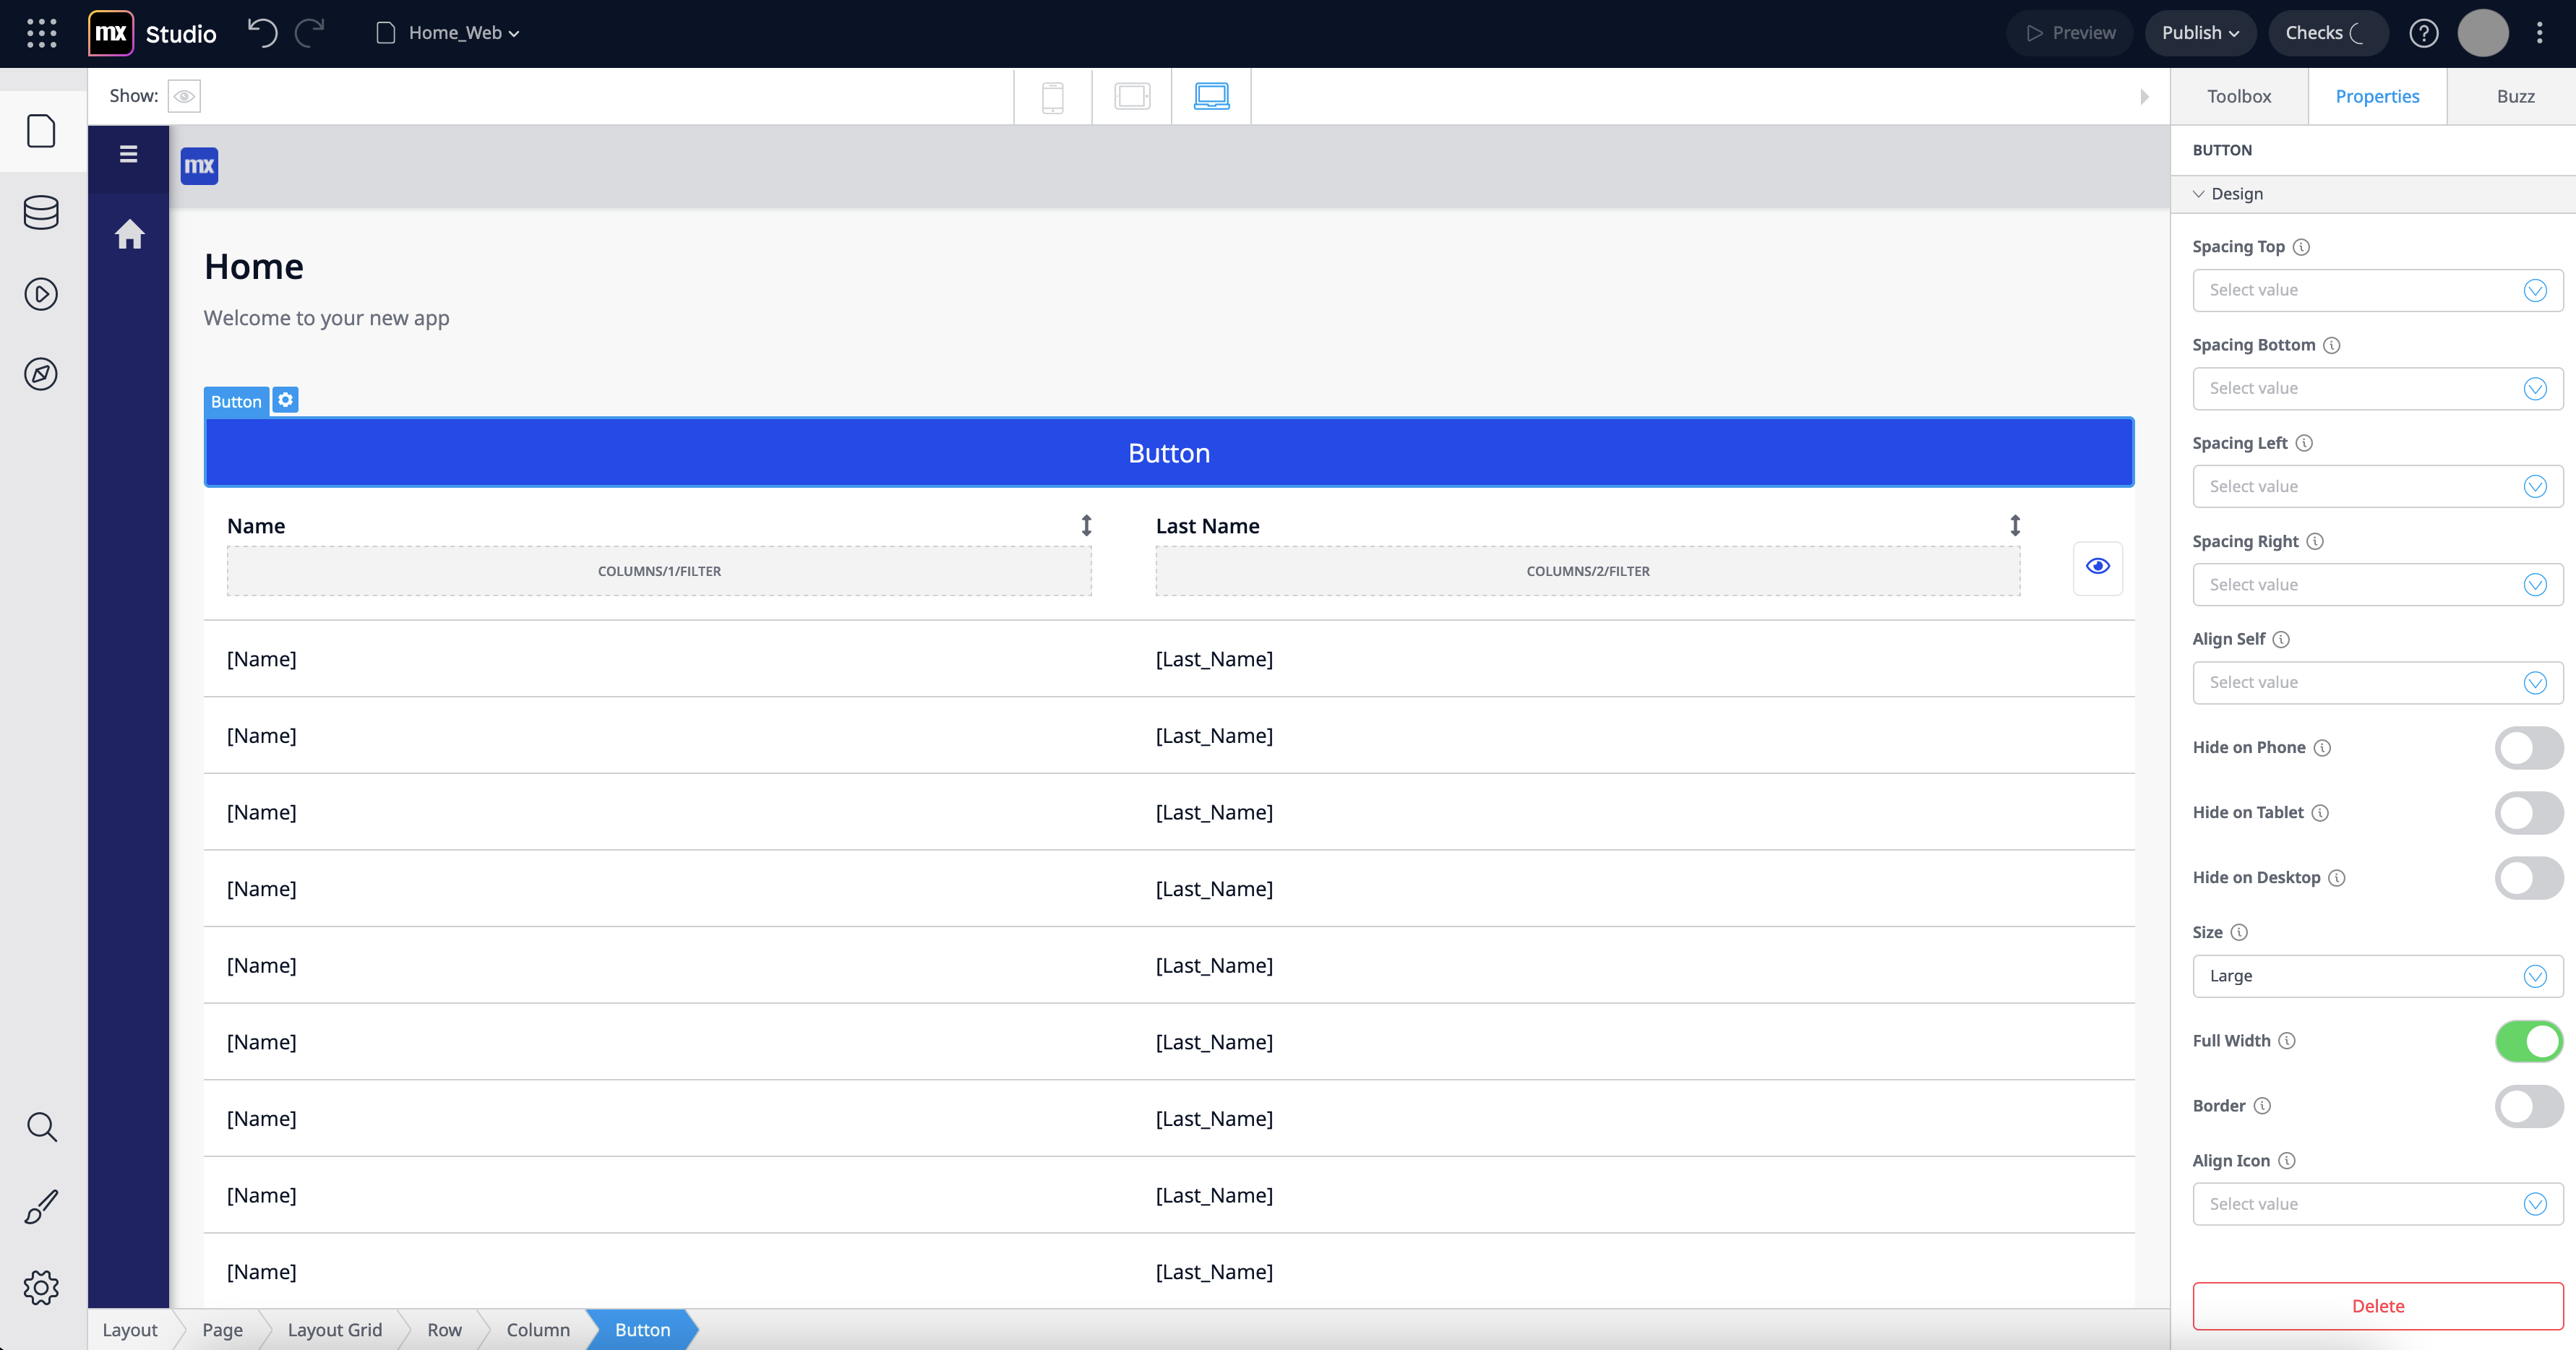 mx Studio Home_Web Preview Publish Checks
Show:
Toolbox Properties Buzz
mx
BUTTON
Design
Home
Welcome to your new app
Button
Button
Name Last Name
COLUMNS/1/FILTER COLUMNS/2/FILTER
[Name] [Last_Name]
[Name] [Last_Name]
[Name] [Last_Name]
[Name] [Last_Name]
[Name] [Last_Name]
[Name] [Last_Name]
[Name] [Last_Name]
[Name] [Last_Name]
[Name] [Last_Name]
Layout Page Layout Grid Row Column Button
Spacing Top
Select value
Spacing Bottom
Select value
Spacing Left
Select value
Spacing Right
Select value
Align Self
Select value
Hide on Phone
Hide on Tablet
Hide on Desktop
Size
Large
Full Width
Border
Align Icon
Select value
Delete